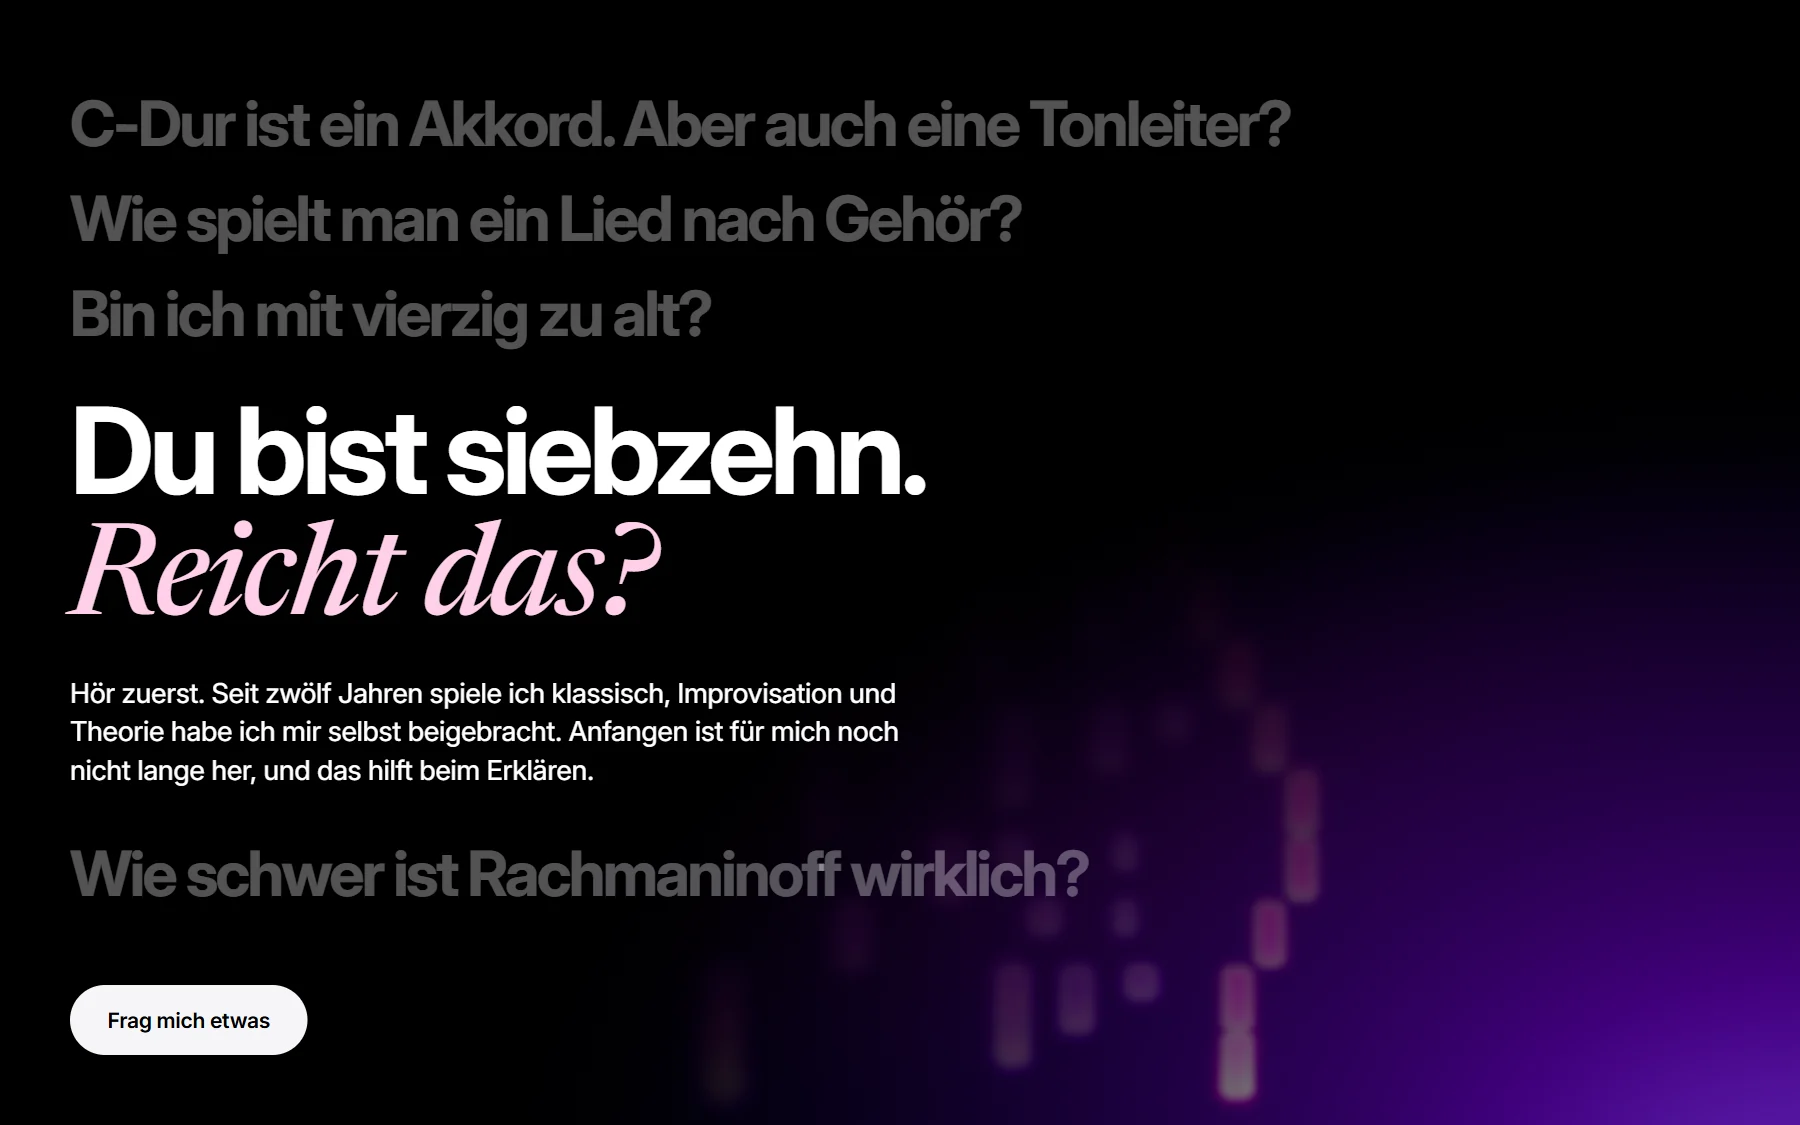 C-Dur ist ein Akkord. Aber auch eine Tonleiter?
Wie spielt man ein Lied nach Gehör?
Bin ich mit vierzig zu alt?
Du bist siebzehn.
Reicht das?
Hör zuerst. Seit zwölf Jahren spiele ich klassisch, Improvisation und
Theorie habe ich mir selbst beigebracht. Anfangen ist für mich noch
nicht lange her, und das hilft beim Erklären.
Wie schwer ist Rachmaninoff wirklich?
Frag mich etwas